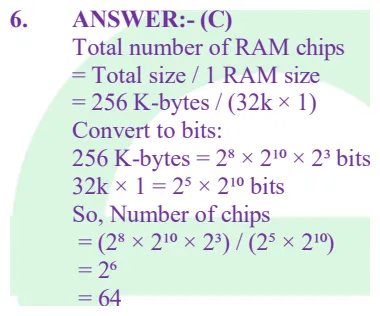 6. ANSWER:- (C)
Total number of RAM chips
= Total size / 1 RAM size
= 256 K-bytes / (32k × 1)
Convert to bits:
256 K-bytes = 2⁸ × 2¹⁰ × 2³ bits
32k × 1 = 2⁵ × 2¹⁰ bits
So, Number of chips
= (2⁸ × 2¹⁰ × 2³) / (2⁵ × 2¹⁰)
= 2⁶
= 64